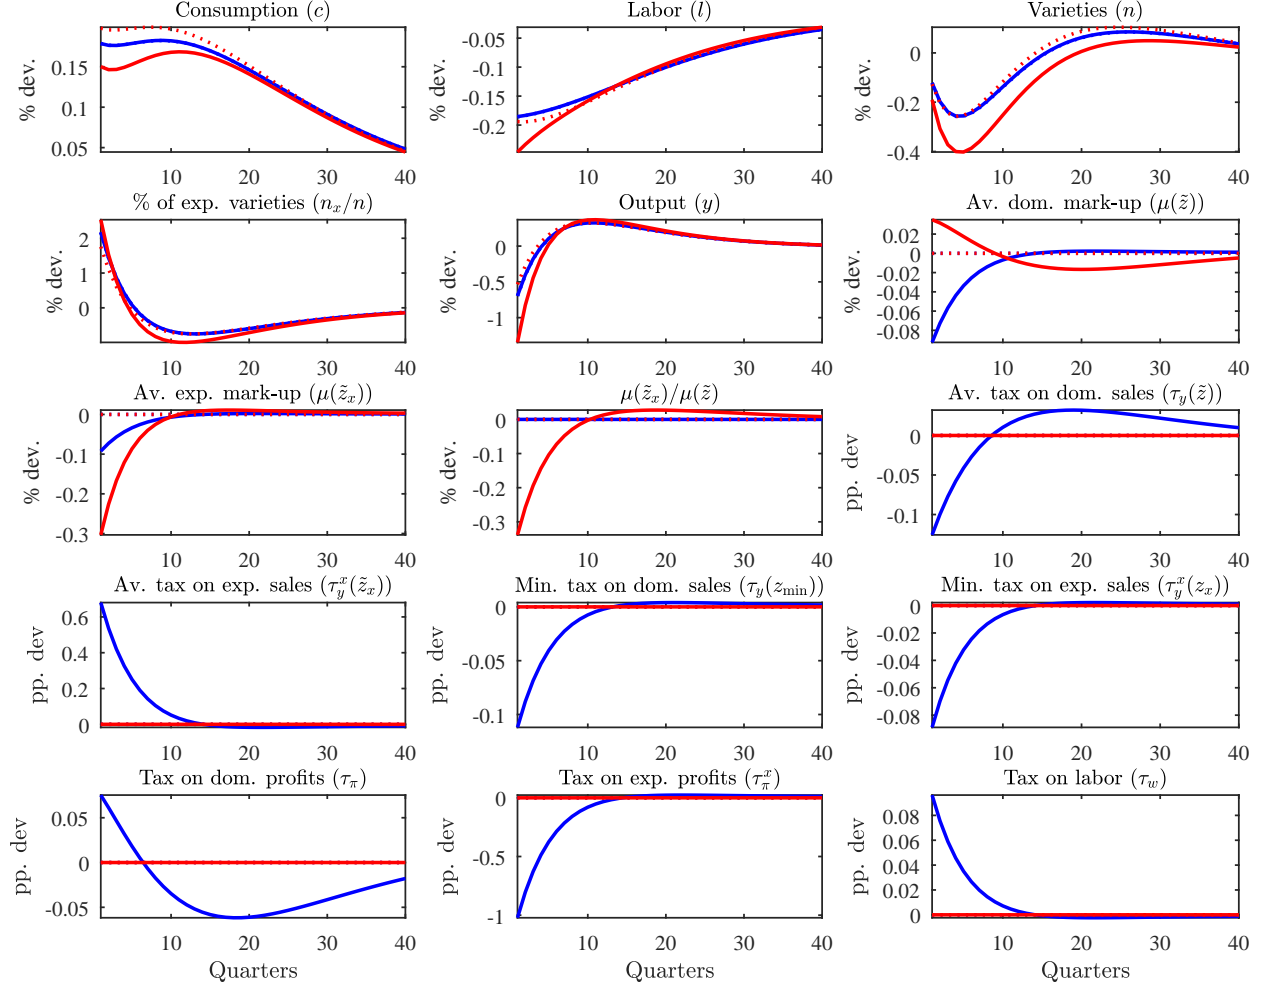 Consumption (c)
Labor (l)
Varieties (n)
% dev.
0.15
0.1
0.05
10 20 30 40
% dev.
-0.05
-0.1
-0.15
-0.2
10 20 30 40
% dev.
0
-0.2
-0.4
10 20 30 40
% of exp. varieties (n_x/n)
Output (y)
Av. dom. mark-up (μ(z̃))
% dev.
2
1
0
10 20 30 40
% dev.
0
-0.5
-1
10 20 30 40
% dev.
0.02
0
-0.02
-0.04
-0.06
-0.08
10 20 30 40
Av. exp. mark-up (μ(z̃_x))
μ(z̃_x)/μ(z̃)
Av. tax on dom. sales (τ_y(z̃))
% dev.
0
-0.1
-0.2
-0.3
10 20 30 40
% dev.
0
-0.1
-0.2
-0.3
10 20 30 40
pp. dev
0
-0.05
-0.1
10 20 30 40
Av. tax on exp. sales (τ_y^x(z̃_x))
Min. tax on dom. sales (τ_y(z_min))
Min. tax on exp. sales (τ_y^x(z_x))
pp. dev
0.6
0.4
0.2
0
10 20 30 40
pp. dev
0
-0.05
-0.1
10 20 30 40
pp. dev
0
-0.02
-0.04
-0.06
-0.08
10 20 30 40
Tax on dom. profits (τ_π)
Tax on exp. profits (τ_π^x)
Tax on labor (τ_w)
pp. dev
0.05
0
-0.05
10 20 30 40
Quarters
pp. dev
0
-0.5
-1
10 20 30 40
Quarters
pp. dev
0.08
0.06
0.04
0.02
0
10 20 30 40
Quarters